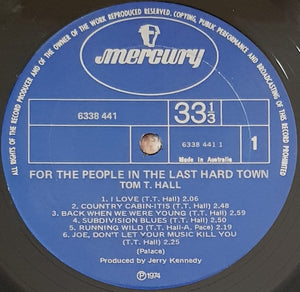 ALL RIGHTS OF THE RECORD PRODUCER AND OF THE OWNER OF THE WORK REPRODUCED RESERVED. COPYING, PUBLIC PERFORMANCE AND BROADCASTING OF THIS RECORD PROHIBITED
mercury
6338 441
33 1/3
6338 441 1
Made in Australia
1
FOR THE PEOPLE IN THE LAST HARD TOWN
TOM T. HALL
1. I LOVE (T.T. Hall) 2.06
2. COUNTRY CABIN-ITIS (T.T. Hall) 2.48
3. BACK WHEN WE WERE YOUNG (T.T. Hall) 2.59
4. SUBDIVISION BLUES (T.T. Hall) 2.50
5. RUNNING WILD (T.T. Hall-A. Pace) 2.19
6. JOE, DON'T LET YOUR MUSIC KILL YOU
(T.T. Hall) 2.25
(Palace)
Produced by Jerry Kennedy
Ⓟ 1974